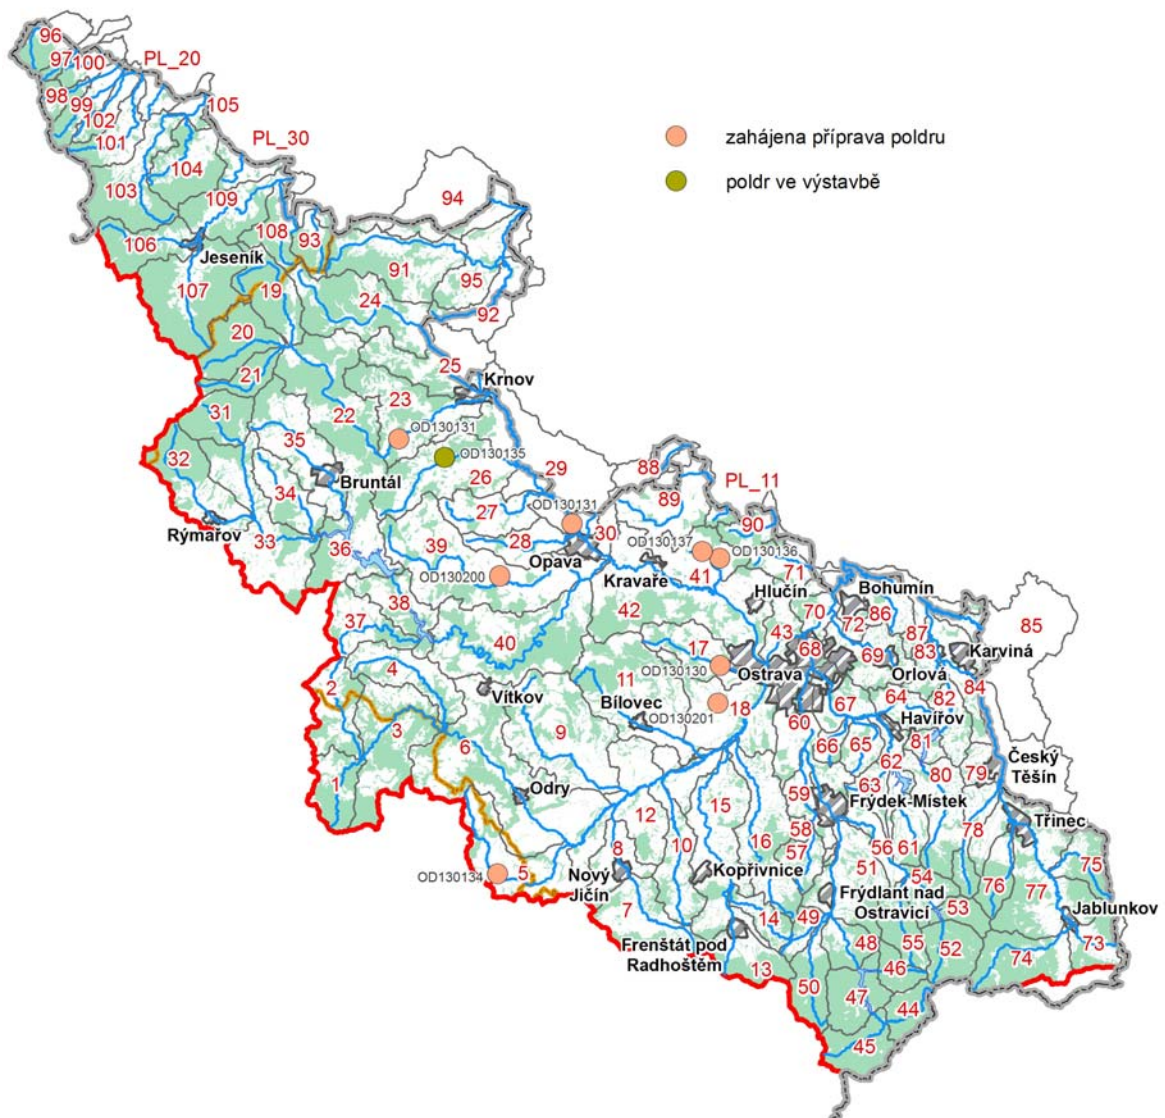 96
97
100
PL_20
98
99
102
101
105
zahájena příprava poldru
PL_30
104
poldr ve výstavbě
103
109
94
106
108
93
Jeseník
107
19
91
95
24
92
20
25
21
Krnov
31
22
23
35
OD130131
32
OD130135
Bruntál
26
29
88
PL_11
34
27
89
OD130131
Rýmařov
33
36
39
28
30
90
OD130137
OD130136
Opava
OD130200
Kravaře
41
71
Hlučín
Bohumín
38
42
70
86
85
37
43
72
87
40
17
68
69
83
Karviná
4
11
OD130130
Ostrava
Orlová
2
Vítkov
Bílovec
18
67
64
82
84
OD130201
Havířov
3
6
9
60
66
65
62
81
Český
Těšín
1
Odry
59
63
80
79
Frýdek-Místek
12
15
Třinec
58
78
8
10
16
57
56
61
75
OD130134
5
Nový
Jičín
Kopřivnice
51
54
76
77
Frýdlant nad
Ostravicí
7
14
49
53
Jablunkov
Frenštát pod
Radhoštěm
48
55
52
73
13
46
74
50
47
44
45